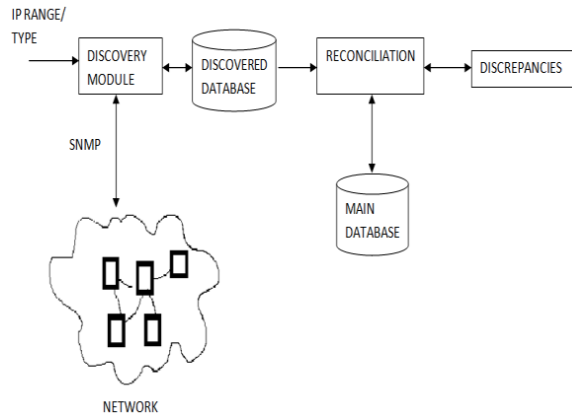 IP RANGE/
TYPE
DISCOVERY
MODULE
DISCOVERED
DATABASE
RECONCILIATION
DISCREPANCIES
SNMP
MAIN
DATABASE
NETWORK